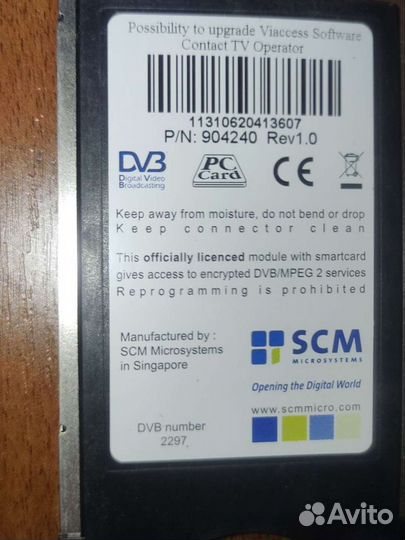 Possibility to upgrade Viaccess Software
Contact TV Operator
11310620413607
P/N: 904240 Rev1.0
DVB
Digital Video
Broadcasting
PC
Card
CE
Keep away from moisture, do not bend or drop
Keep connector clean
This officially licenced module with smartcard
gives access to encrypted DVB/MPEG 2 services
Reprogramming is prohibited
Manufactured by :
SCM Microsystems
in Singapore
SCM
MICROSYSTEMS
Opening the Digital World
www.scmmicro.com
DVB number
2297
Avito